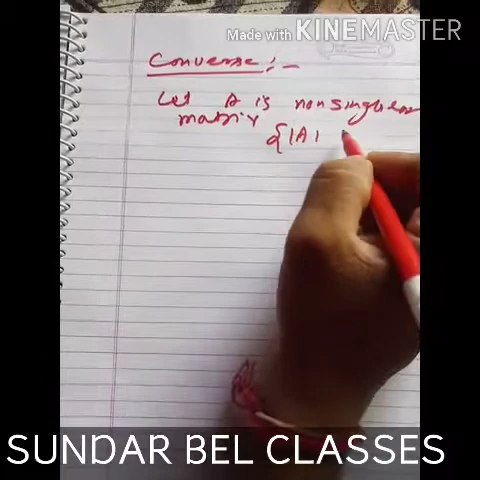 Made with KINEMASTER
Converse :-
Let A is nonsingular
matrix
{|A|
SUNDAR BEL CLASSES